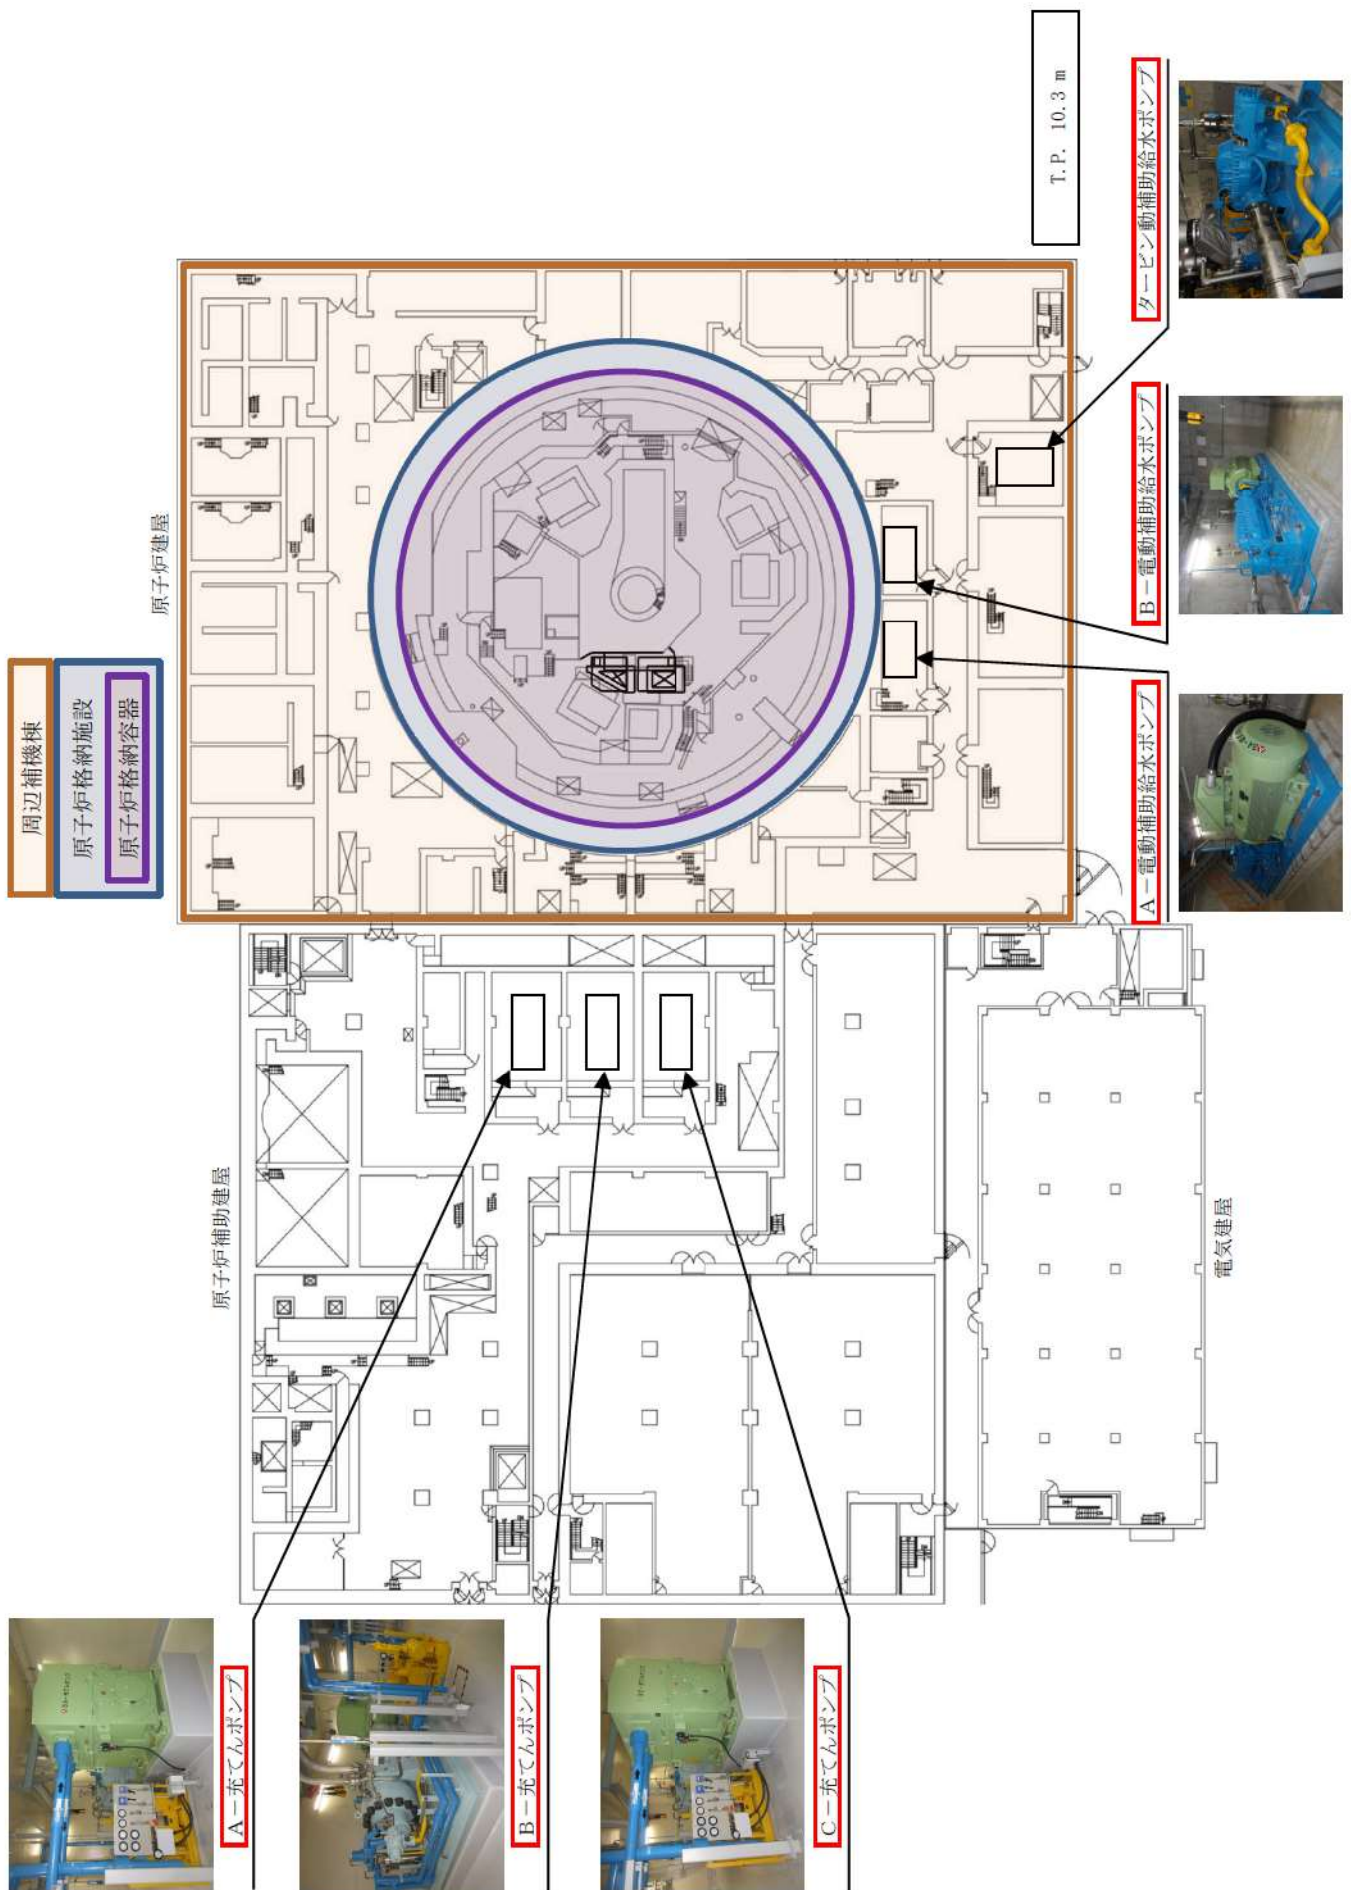 周辺補機棟
原子炉格納施設
原子炉格納容器
原子炉建屋
T.P. 10.3 m
タービン動補助給水ポンプ
B－電動補助給水ポンプ
A－電動補助給水ポンプ
原子炉補助建屋
電気建屋
A－充てんポンプ
B－充てんポンプ
C－充てんポンプ